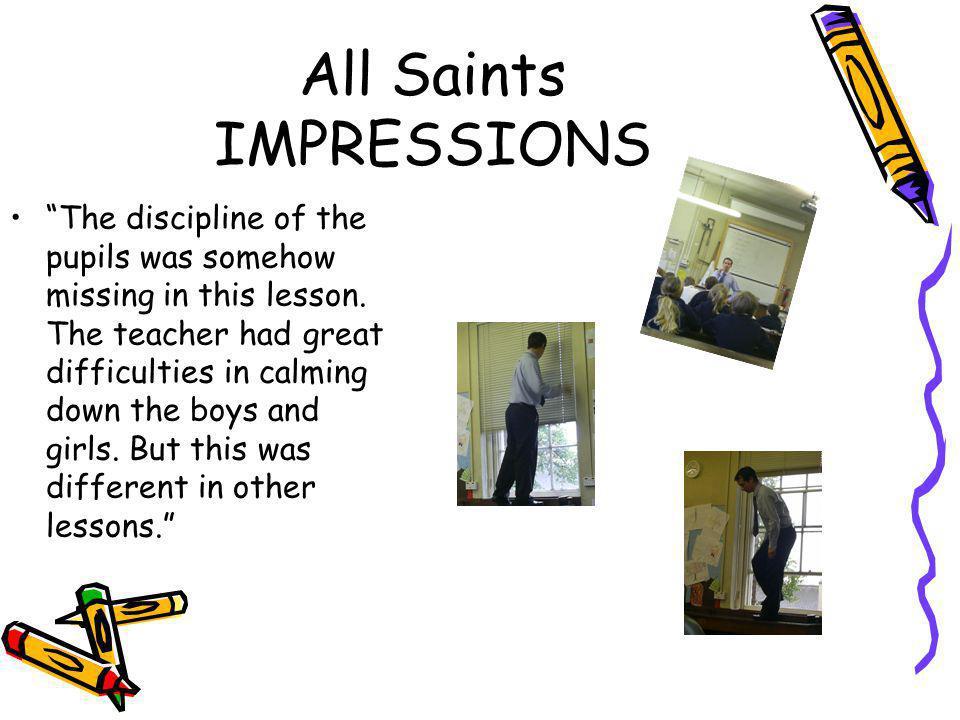 All Saints
IMPRESSIONS
• “The discipline of the
pupils was somehow
missing in this lesson.
The teacher had great
difficulties in calming
down the boys and
girls. But this was
different in other
lessons.”